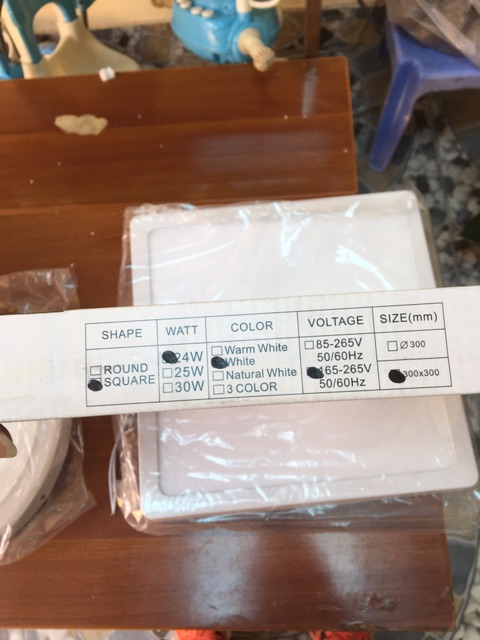 SHAPE WATT COLOR VOLTAGE SIZE(mm)
ROUND 24W Warm White 85-265V Ø300
SQUARE 25W White 50/60Hz 300x300
30W Natural White 165-265V
3 COLOR 50/60Hz